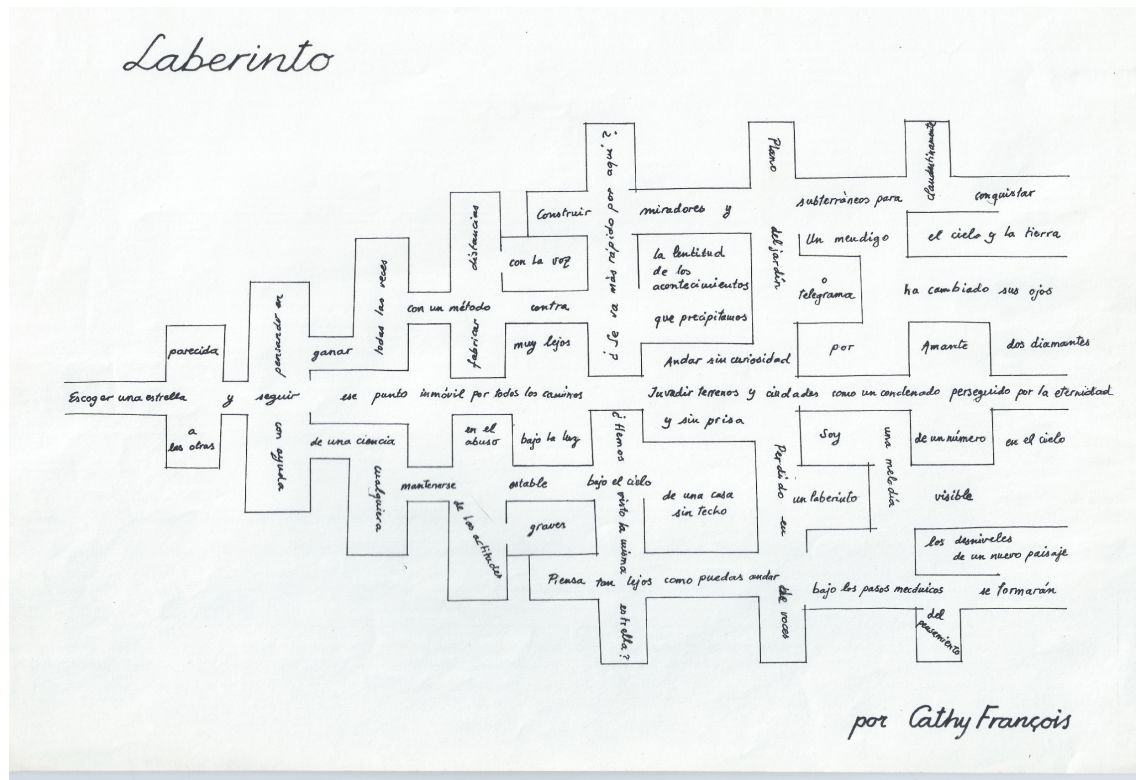 Laberinto
¿Se va más rápido por aquí?
Plano
del jardín
clandestinamente
subterráneos para
conquistar
Construir
miradores y
distancias
fabricar
todas las veces
con la voz
la lentitud
de los
acontecimientos
que precipitamos
Un mendigo
el cielo y la tierra
o
telegrama
ha cambiado sus ojos
pensando en
con un método
contra
parecida
ganar
muy lejos
Andar sin curiosidad
por
Amante
dos diamantes
Escoger una estrella
y
seguir
ese punto inmóvil por todos los caminos
Invadir terrenos y ciudades como un condenado perseguido por la eternidad
y sin prisa
a
las otras
con ayuda
de una ciencia
cualquiera
en el
abuso
de las actitudes
bajo la luz
¿Hemos
visto la misma
estrella?
Soy
una melodía
de un número
en el cielo
mantenerse
estable
bajo el cielo
de una casa
sin techo
Perdido en
un laberinto
de voces
visible
graves
los desniveles
de un nuevo paisaje
Piensa tan lejos como puedas andar
bajo los pasos mecánicos
del
pensamiento
se formarán
por Cathy François